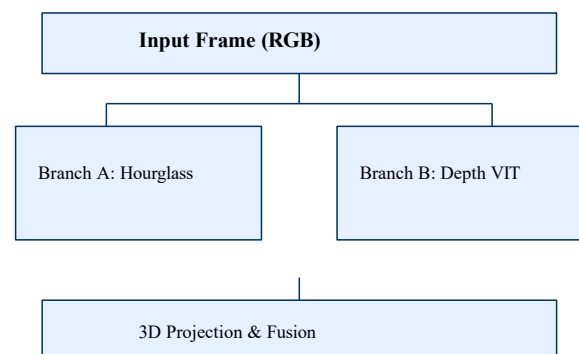 Input Frame (RGB)
Branch A: Hourglass
Branch B: Depth VIT
3D Projection & Fusion